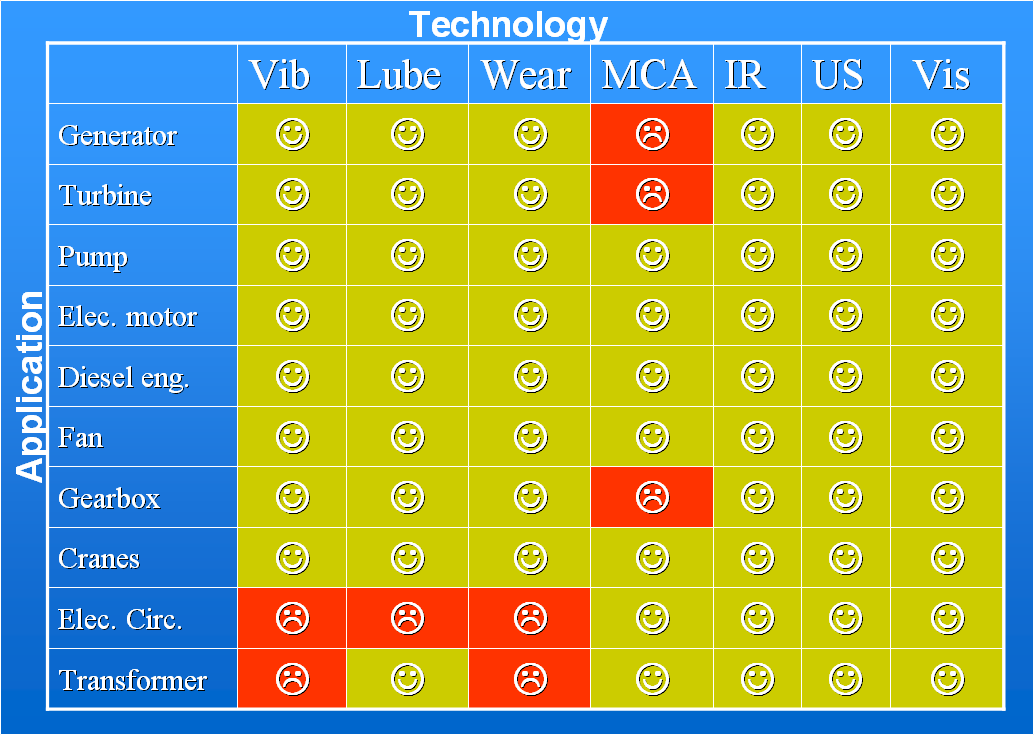 Technology
Vib Lube Wear MCA IR US Vis
Application
Generator
Turbine
Pump
Elec. motor
Diesel eng.
Fan
Gearbox
Cranes
Elec. Circ.
Transformer